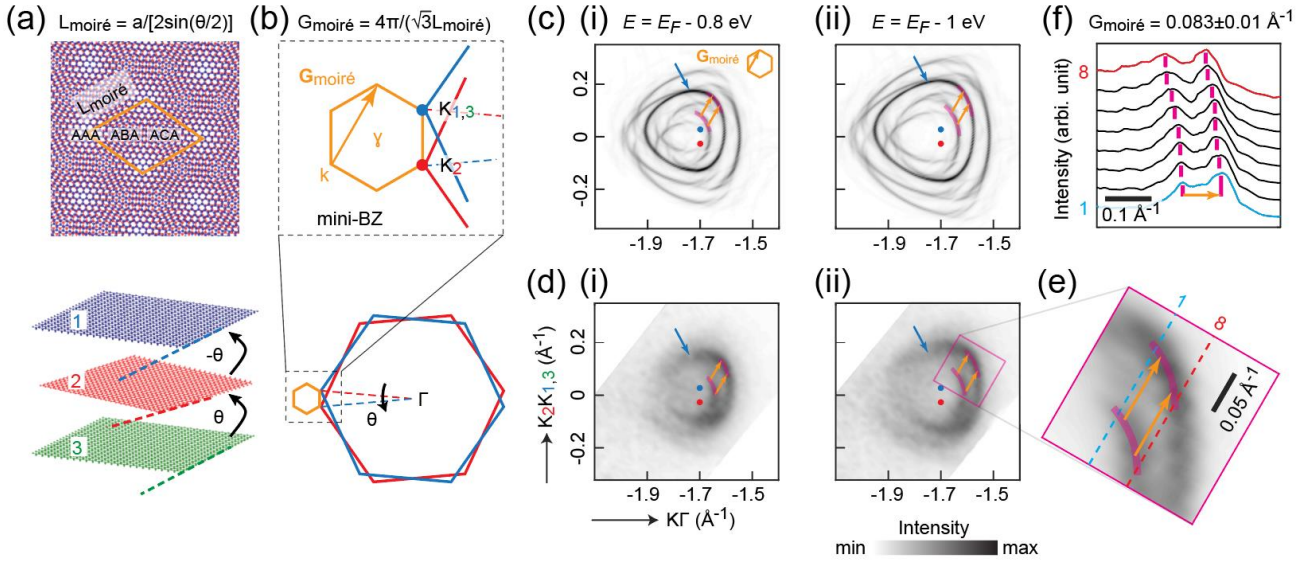 (a) L_moiré = a/[2sin(θ/2)]
L_moiré
AAA ABA ACA
1
-θ
2
θ
3
(b) G_moiré = 4π/(√3L_moiré)
G_moiré
K_1,3
γ
K_2
k
mini-BZ
Γ
θ
(c) (i) E = E_F - 0.8 eV
G_moiré
0.2
0
-0.2
-1.9 -1.7 -1.5
(ii) E = E_F - 1 eV
-1.9 -1.7 -1.5
(d) (i)
0.2
0
-0.2
K_2K_1,3 (Å⁻¹)
-1.9 -1.7 -1.5
KΓ (Å⁻¹)
(ii)
-1.9 -1.7 -1.5
Intensity
min max
(e)
1
8
0.05 Å⁻¹
(f) G_moiré = 0.083±0.01 Å⁻¹
Intensity (arbi. unit)
8
1
0.1 Å⁻¹